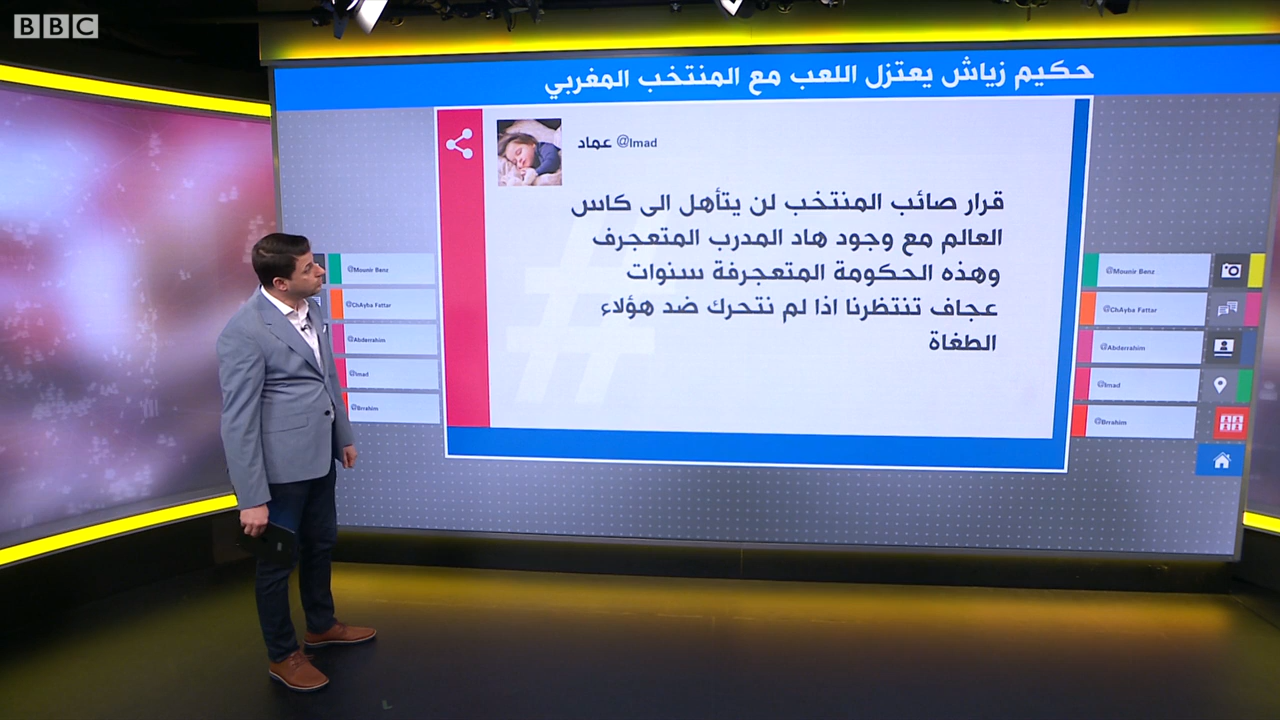 BBC
حكيم زياش يعتزل اللعب مع المنتخب المغربي
عماد @Imad
قرار صائب المنتخب لن يتأهل الى كاس
العالم مع وجود هاد المدرب المتعجرف
وهذه الحكومة المتعجرفة سنوات
عجاف تنتظرنا اذا لم نتحرك ضد هؤلاء
الطغاة
@Mounir Benz
@ChAyba Fattar
@Abderrahim
@Imad
@Brrahim
@Mounir Benz
@ChAyba Fattar
@Abderrahim
@Imad
@Brrahim